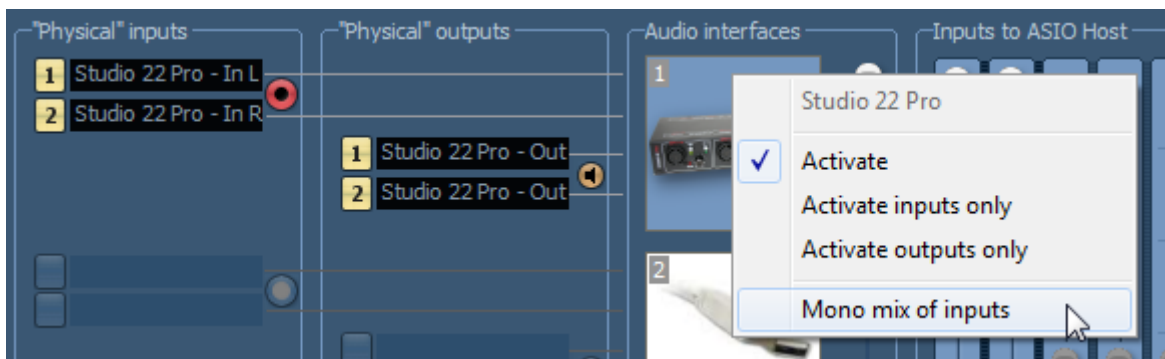 "Physical" inputs
1 Studio 22 Pro - In L
2 Studio 22 Pro - In R
"Physical" outputs
1 Studio 22 Pro - Out
2 Studio 22 Pro - Out
Audio interfaces
1
2
Inputs to ASIO Host
Studio 22 Pro
Activate
Activate inputs only
Activate outputs only
Mono mix of inputs